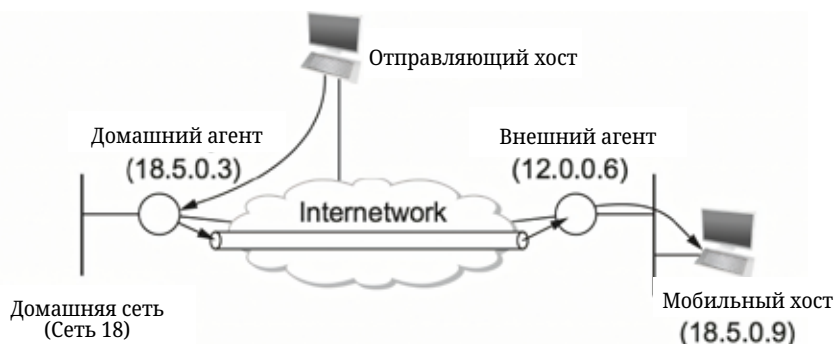 Отправляющий хост
Домашний агент
(18.5.0.3)
Внешний агент
(12.0.0.6)
Internetwork
Домашняя сеть
(Сеть 18)
Мобильный хост
(18.5.0.9)